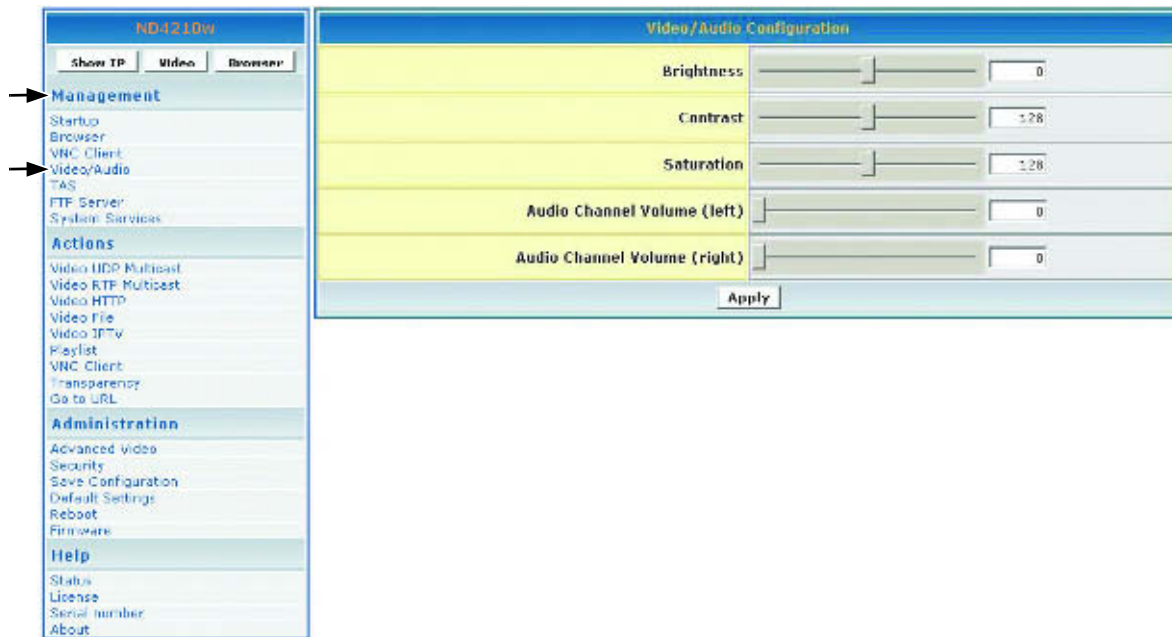 ND4210w
Show IP Video Browser
Management
Startup
Browser
VNC Client
Video/Audio
TAS
FTP Server
System Services
Actions
Video UDP Multicast
Video RTP Multicast
Video HTTP
Video File
Video IPTV
Playlist
VNC Client
Transparency
Go to URL
Administration
Advanced Video
Security
Save Configuration
Default Settings
Reboot
Firmware
Help
Status
License
Serial number
About
Video/Audio Configuration
Brightness 0
Contrast 128
Saturation 128
Audio Channel Volume (left) 0
Audio Channel Volume (right) 0
Apply